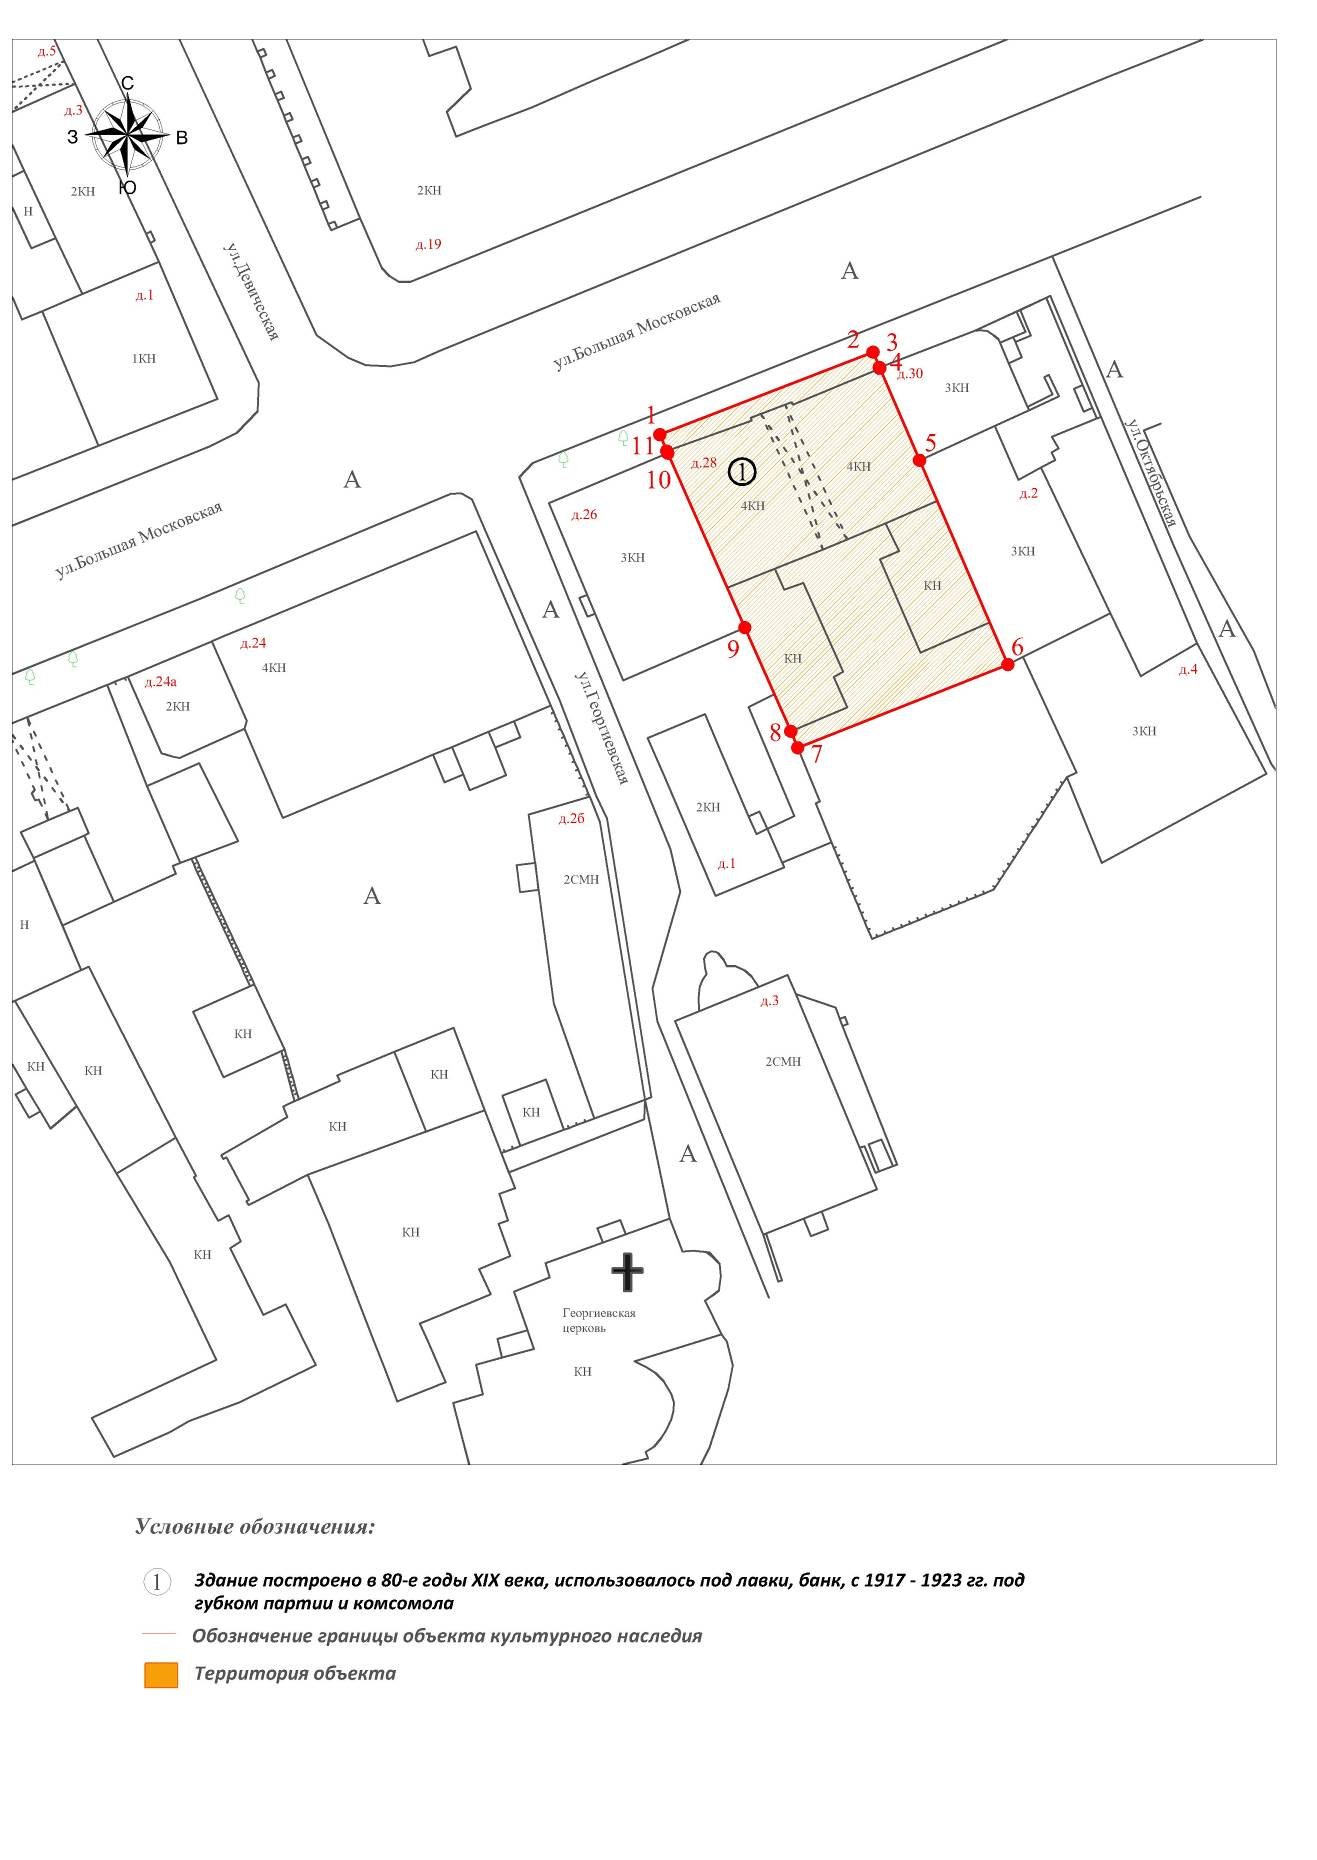 д.5
С
д.3
З
В
Ю
2КН
Н
2КН
д.19
ул.Девическая
А
д.1
ул.Большая Московская
1КН
2
3
4
д.30
А
3КН
1
11
10
д.28
1
5
ул.Октябрьская
4КН
А
д.2
4КН
д.26
ул.Большая Московская
3КН
3КН
КН
А
А
6
9
д.24
КН
4КН
д.4
д.24а
2КН
ул.Георгиевская
8
7
3КН
2КН
д.2б
д.1
2СМН
А
Н
д.3
КН
2СМН
КН
КН
КН
КН
КН
А
КН
КН
Георгиевская
церковь
КН
Условные обозначения:
1
Здание построено в 80-е годы XIX века, использовалось под лавки, банк, с 1917 - 1923 гг. под
губком партии и комсомола
Обозначение границы объекта культурного наследия
Территория объекта